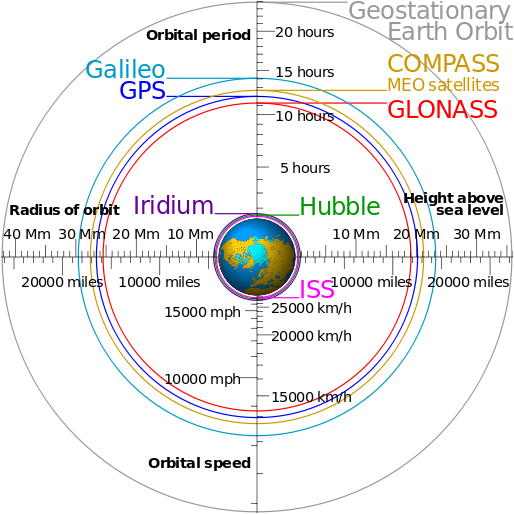 Geostationary
Earth Orbit
Orbital period
20 hours
Galileo
15 hours
COMPASS
MEO satellites
GPS
GLONASS
10 hours
5 hours
Iridium
Hubble
Height above
sea level
Radius of orbit
40 Mm
30 Mm
20 Mm
10 Mm
10 Mm
20 Mm
30 Mm
20000 miles
10000 miles
10000 miles
20000 miles
ISS
25000 km/h
15000 mph
20000 km/h
10000 mph
15000 km/h
Orbital speed